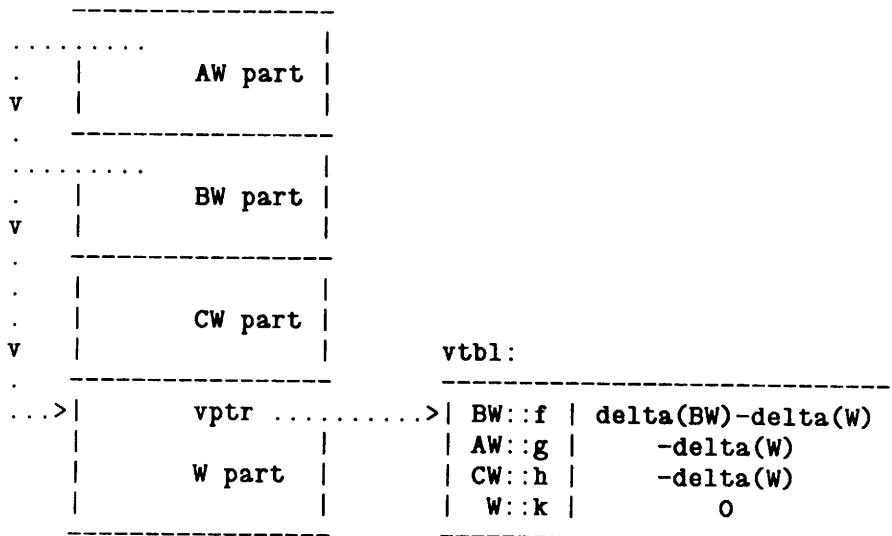 AW part
BW part
CW part
vtbl:
vptr
BW::f | delta(BW)-delta(W)
AW::g | -delta(W)
W part
CW::h | -delta(W)
W::k | 0